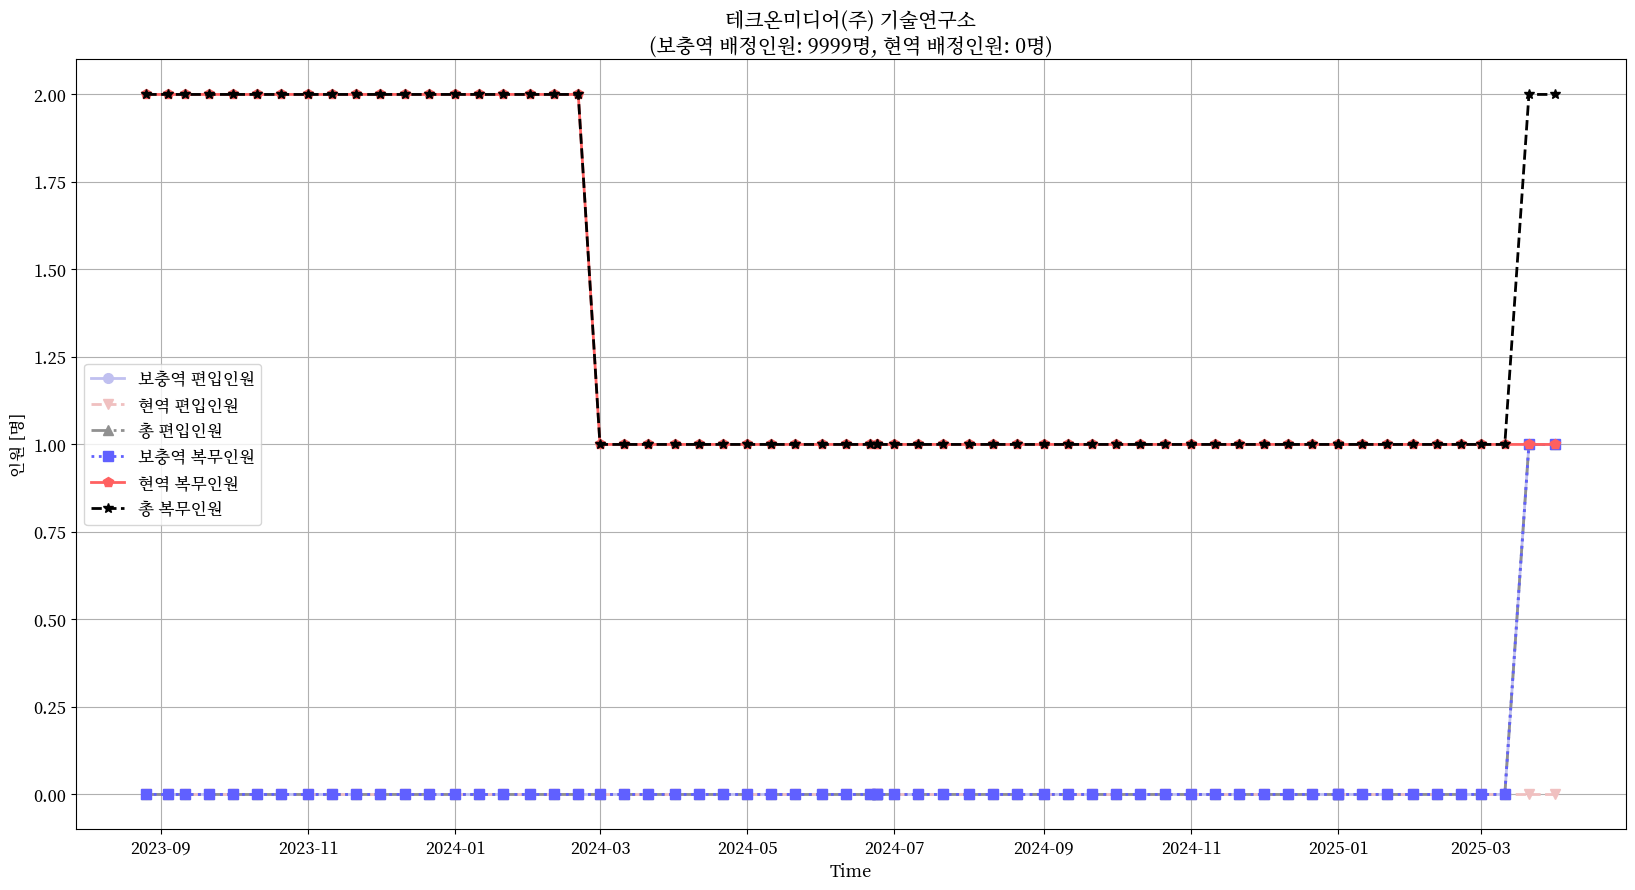 테크온미디어(주) 기술연구소
(보충역 배정인원: 9999명, 현역 배정인원: 0명)
2.00
1.75
1.50
1.25
1.00
0.75
0.50
0.25
0.00
인원 [명]
보충역 편입인원
현역 편입인원
총 편입인원
보충역 복무인원
현역 복무인원
총 복무인원
2023-09 2023-11 2024-01 2024-03 2024-05 2024-07 2024-09 2024-11 2025-01 2025-03
Time